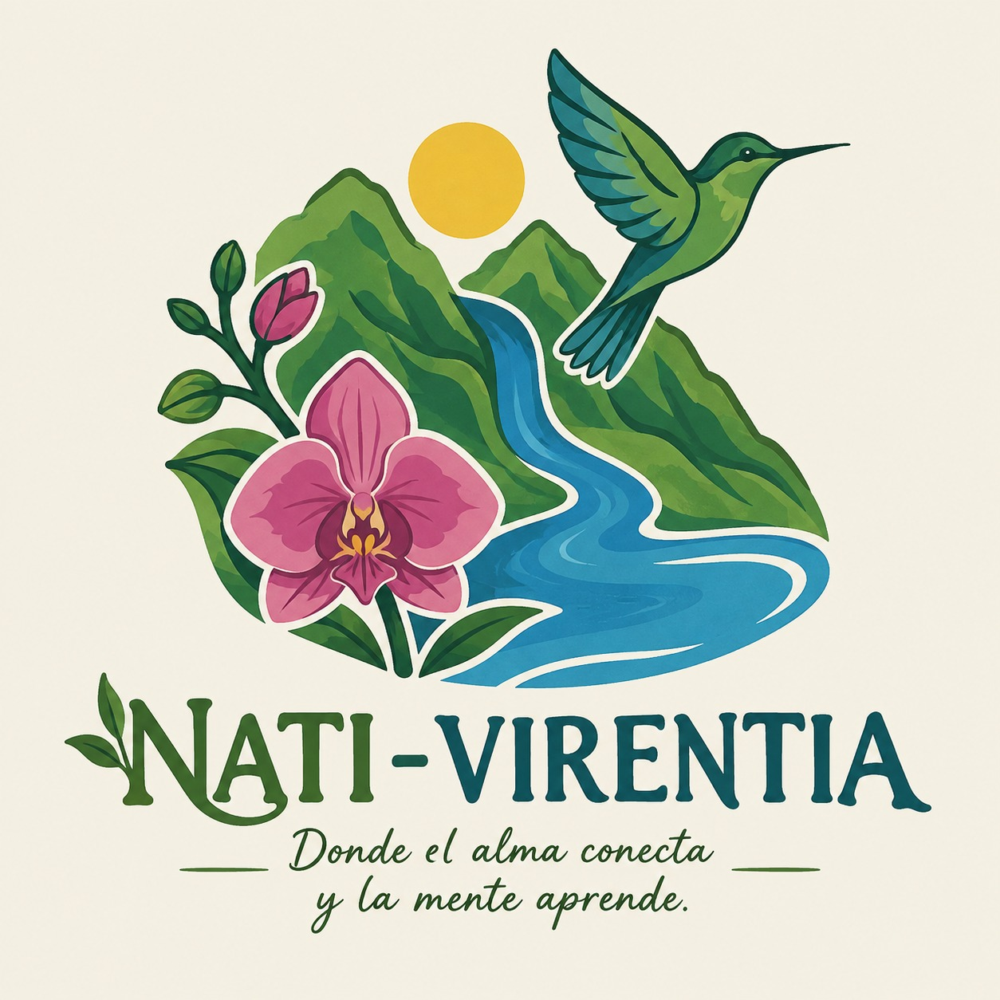 NATI-VIRENTIA
Donde el alma conecta
y la mente aprende.